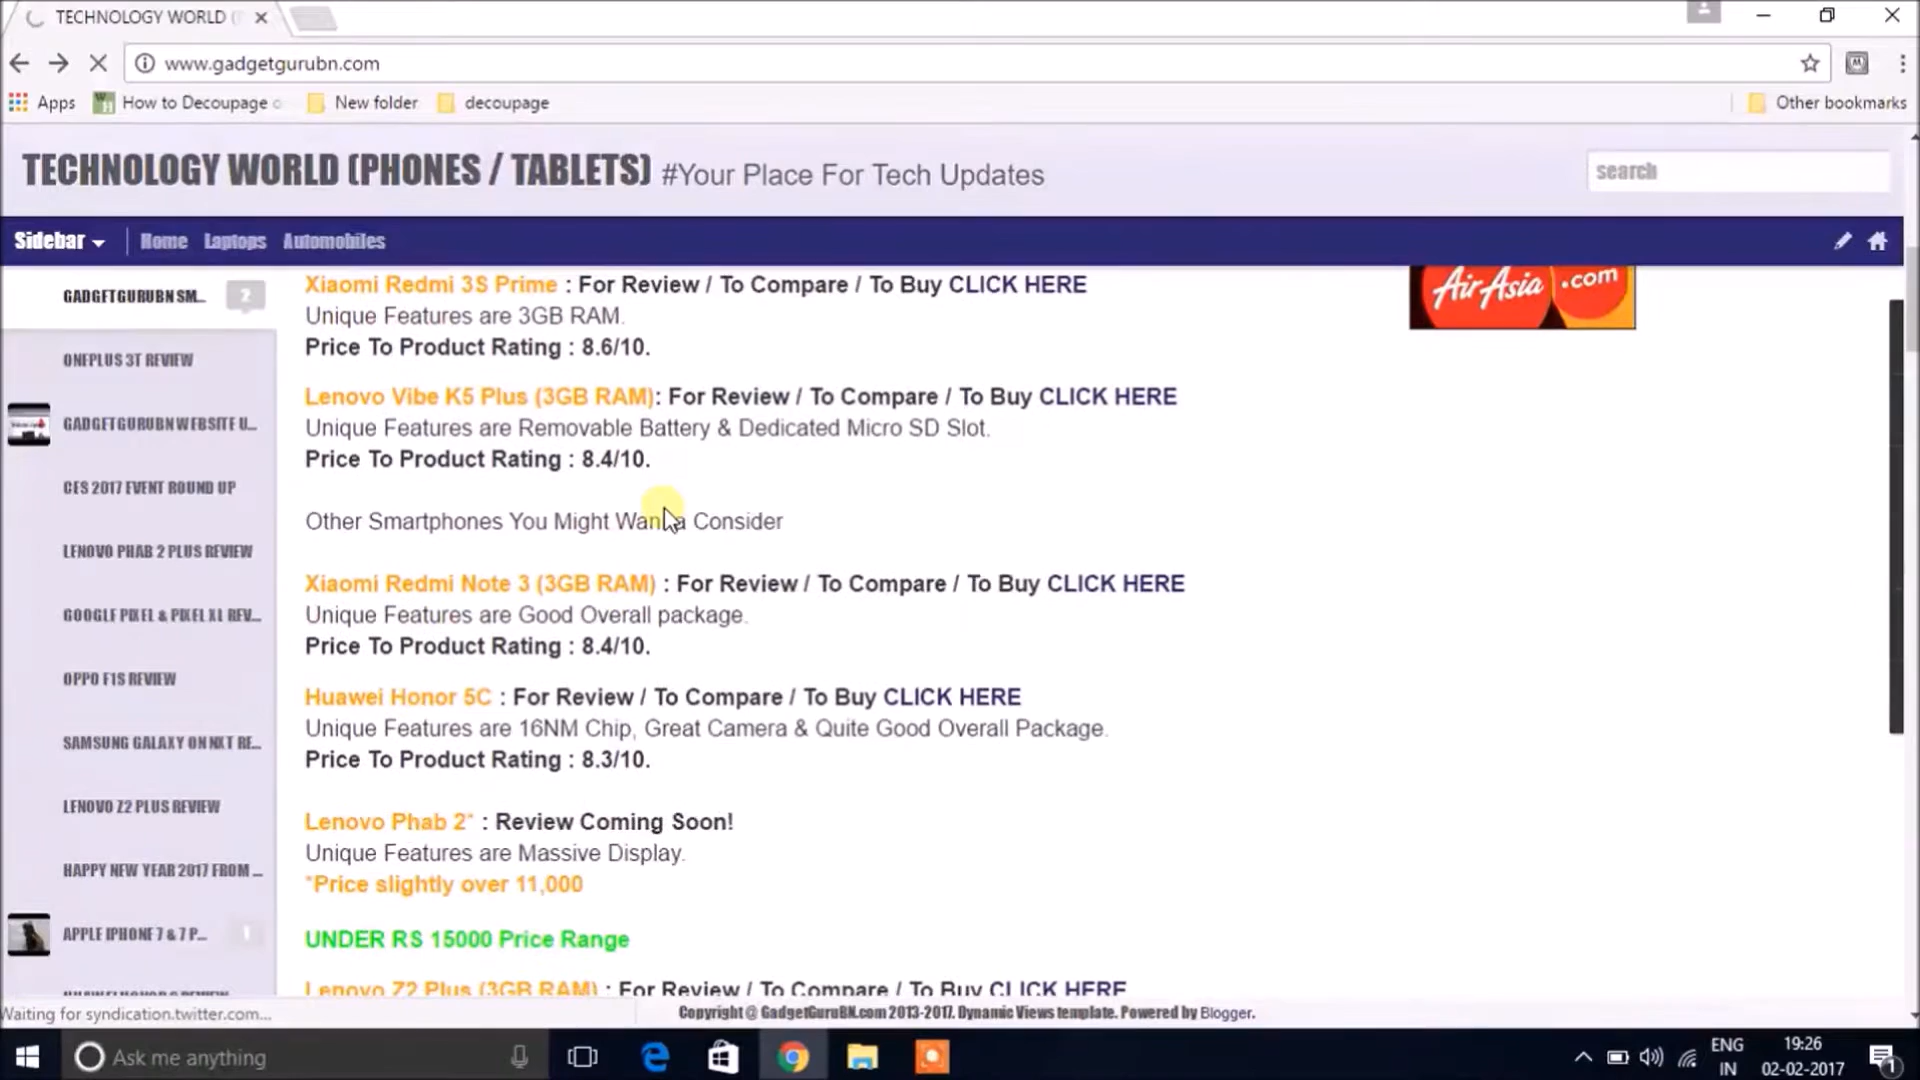 TECHNOLOGY WORLD (
www.gadgetgurubn.com
Apps
How to Decoupage
New folder
decoupage
Other bookmarks
TECHNOLOGY WORLD (PHONES / TABLETS) #Your Place For Tech Updates
search
Sidebar
Home
Laptops
Automobiles
GADGETGURUBN SM...
2
ONEPLUS 3T REVIEW
GADGETGURUBN WEBSITE U...
CES 2017 EVENT ROUND UP
LENOVO PHAB 2 PLUS REVIEW
GOOGLE PIXEL & PIXEL XL REV...
OPPO F1S REVIEW
SAMSUNG GALAXY ON NXT RE...
LENOVO Z2 PLUS REVIEW
HAPPY NEW YEAR 2017 FROM ...
APPLE IPHONE 7 & 7 P...
1
Xiaomi Redmi 3S Prime : For Review / To Compare / To Buy CLICK HERE
Unique Features are 3GB RAM.
Price To Product Rating : 8.6/10.
Lenovo Vibe K5 Plus (3GB RAM): For Review / To Compare / To Buy CLICK HERE
Unique Features are Removable Battery & Dedicated Micro SD Slot.
Price To Product Rating : 8.4/10.
Other Smartphones You Might Wanna Consider
Xiaomi Redmi Note 3 (3GB RAM) : For Review / To Compare / To Buy CLICK HERE
Unique Features are Good Overall package.
Price To Product Rating : 8.4/10.
Huawei Honor 5C : For Review / To Compare / To Buy CLICK HERE
Unique Features are 16NM Chip, Great Camera & Quite Good Overall Package.
Price To Product Rating : 8.3/10.
Lenovo Phab 2* : Review Coming Soon!
Unique Features are Massive Display.
*Price slightly over 11,000
UNDER RS 15000 Price Range
Lenovo Z2 Plus (3GB RAM) : For Review / To Compare / To Buy CLICK HERE
AirAsia .com
Waiting for syndication.twitter.com...
Copyright @ GadgetGuruBN.com 2013-2017. Dynamic Views template. Powered by Blogger.
Ask me anything
ENG
IN
19:26
02-02-2017
1